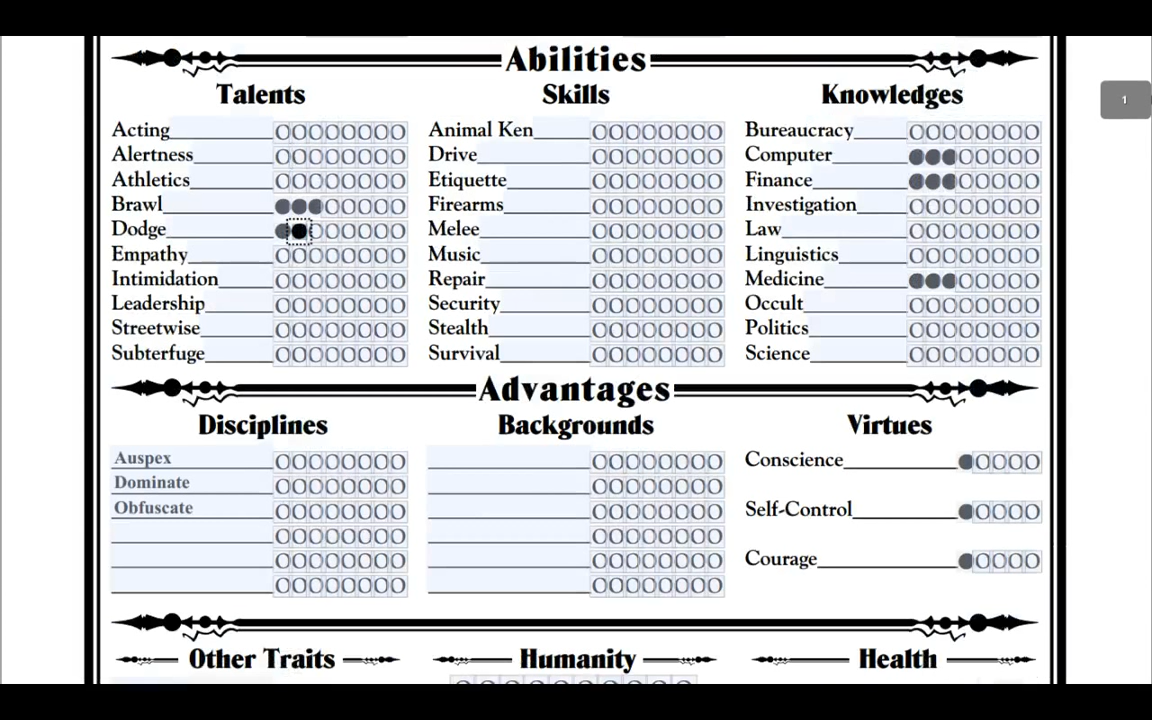 Abilities
Talents Skills Knowledges
Acting Animal Ken Bureaucracy
Alertness Drive Computer
Athletics Etiquette Finance
Brawl Firearms Investigation
Dodge Melee Law
Empathy Music Linguistics
Intimidation Repair Medicine
Leadership Security Occult
Streetwise Stealth Politics
Subterfuge Survival Science
Advantages
Disciplines Backgrounds Virtues
Auspex Conscience
Dominate
Obfuscate Self-Control
Courage
Other Traits Humanity Health
1